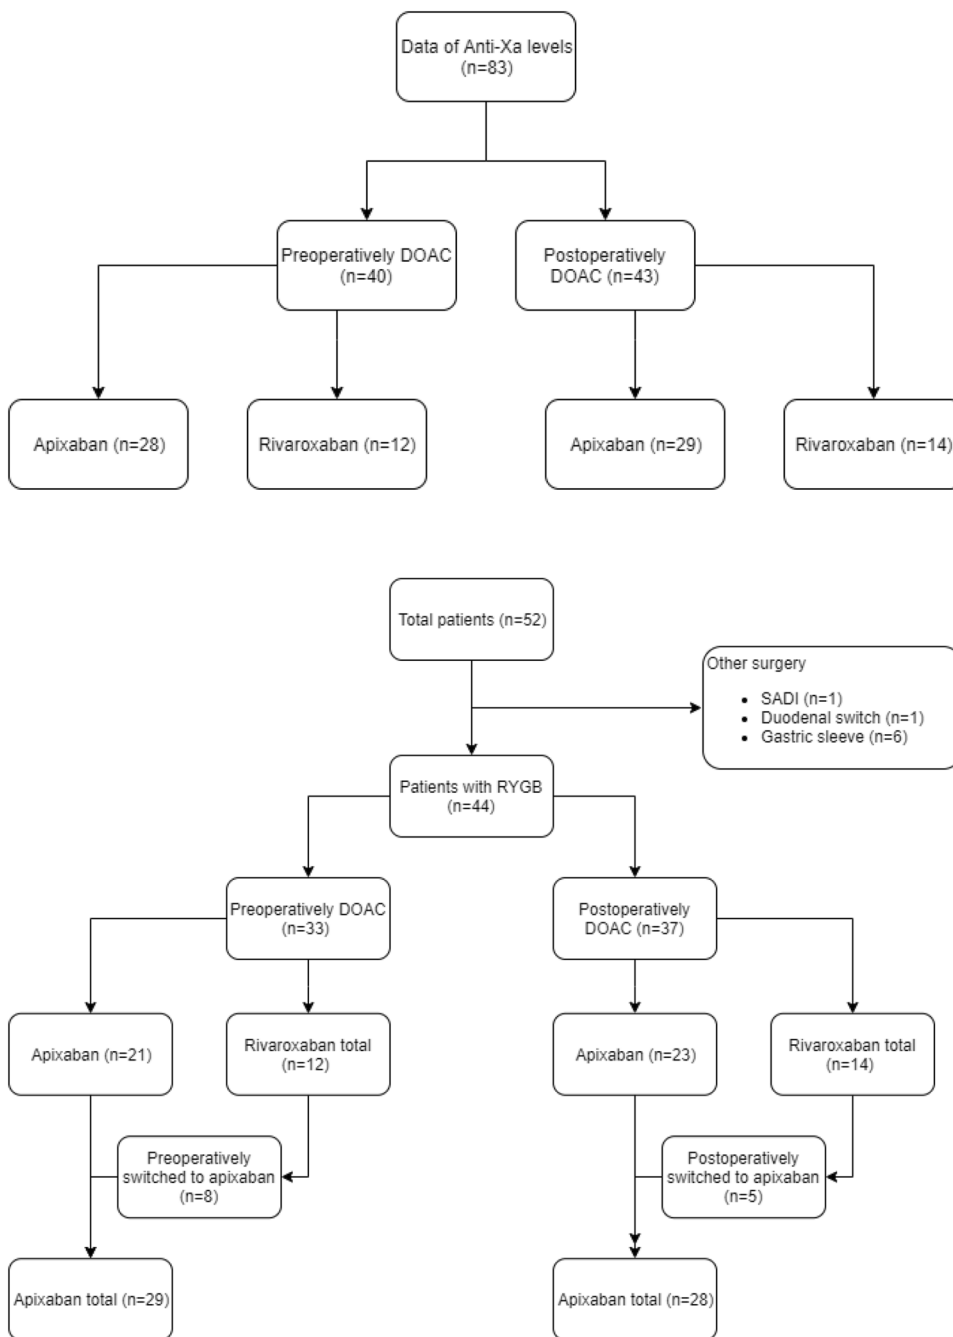 Data of Anti-Xa levels
(n=83)
Preoperatively DOAC
(n=40)
Postoperatively
DOAC (n=43)
Apixaban (n=28)
Rivaroxaban (n=12)
Apixaban (n=29)
Rivaroxaban (n=14)
Total patients (n=52)
Other surgery
• SADI (n=1)
• Duodenal switch (n=1)
• Gastric sleeve (n=6)
Patients with RYGB
(n=44)
Preoperatively DOAC
(n=33)
Postoperatively
DOAC (n=37)
Apixaban (n=21)
Rivaroxaban total
(n=12)
Apixaban (n=23)
Rivaroxaban total
(n=14)
Preoperatively
switched to apixaban
(n=8)
Postoperatively
switched to apixaban
(n=5)
Apixaban total (n=29)
Apixaban total (n=28)